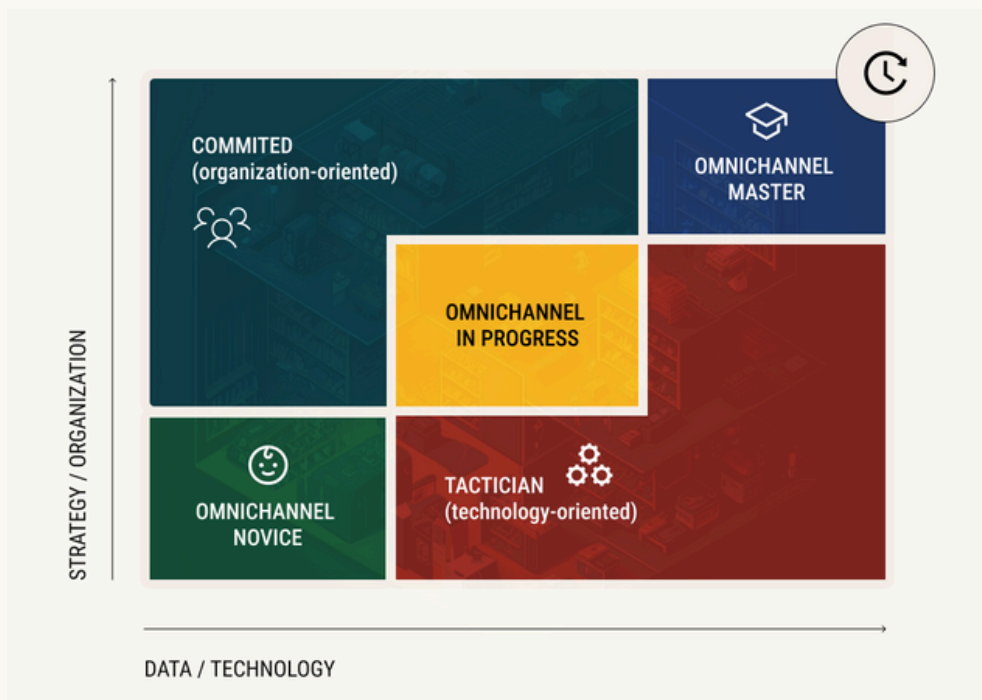 COMMITED
(organization-oriented)
OMNICHANNEL
MASTER
OMNICHANNEL
IN PROGRESS
OMNICHANNEL
NOVICE
TACTICIAN
(technology-oriented)
STRATEGY / ORGANIZATION
DATA / TECHNOLOGY